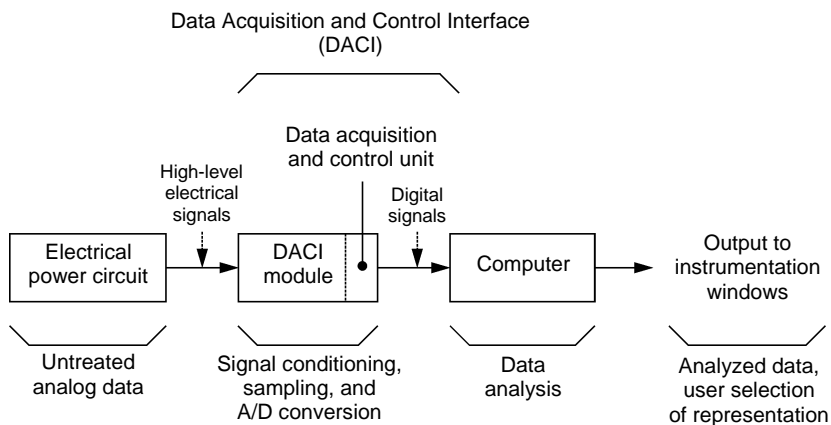 Data Acquisition and Control Interface
(DACI)
Data acquisition
and control unit
High-level
electrical
signals
Digital
signals
Electrical
power circuit
DACI
module
Computer
Output to
instrumentation
windows
Untreated
analog data
Signal conditioning,
sampling, and
A/D conversion
Data
analysis
Analyzed data,
user selection
of representation